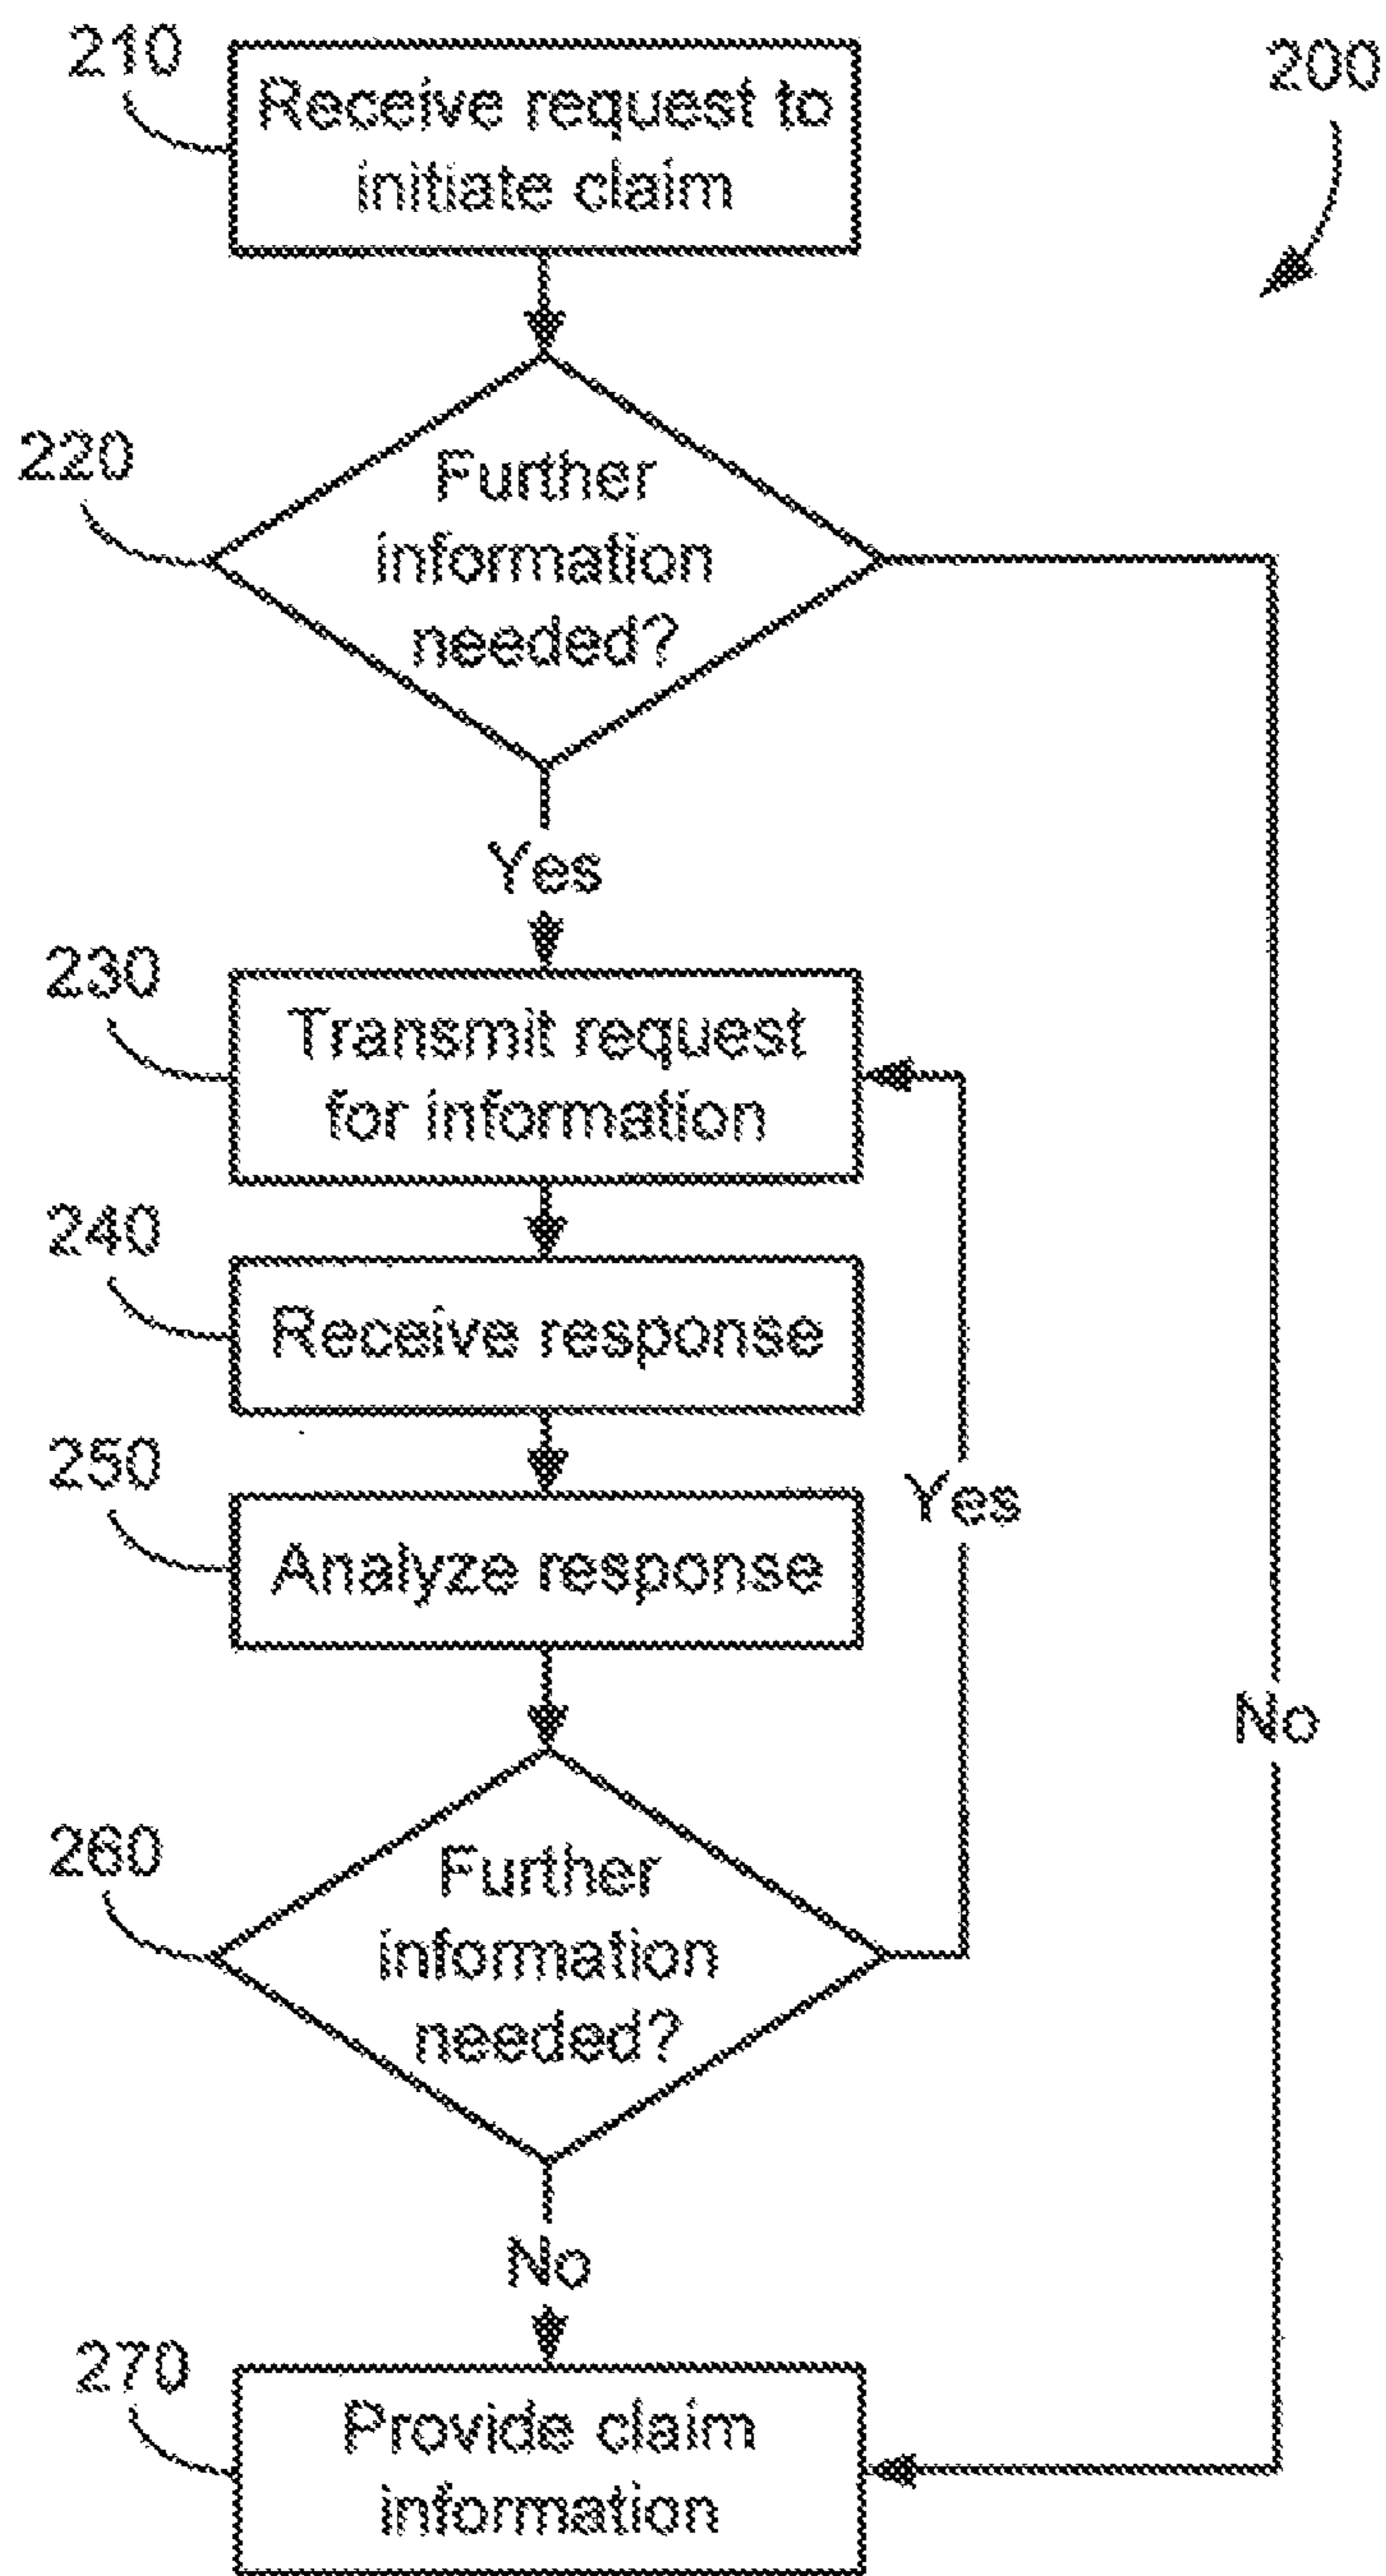 210
200
Receive request to
initiate claim
220
Further
information
needed?
Yes
230
Transmit request
for information
240
Receive response
250
Analyze response
Yes
260
Further
information
needed?
No
No
270
Provide claim
information